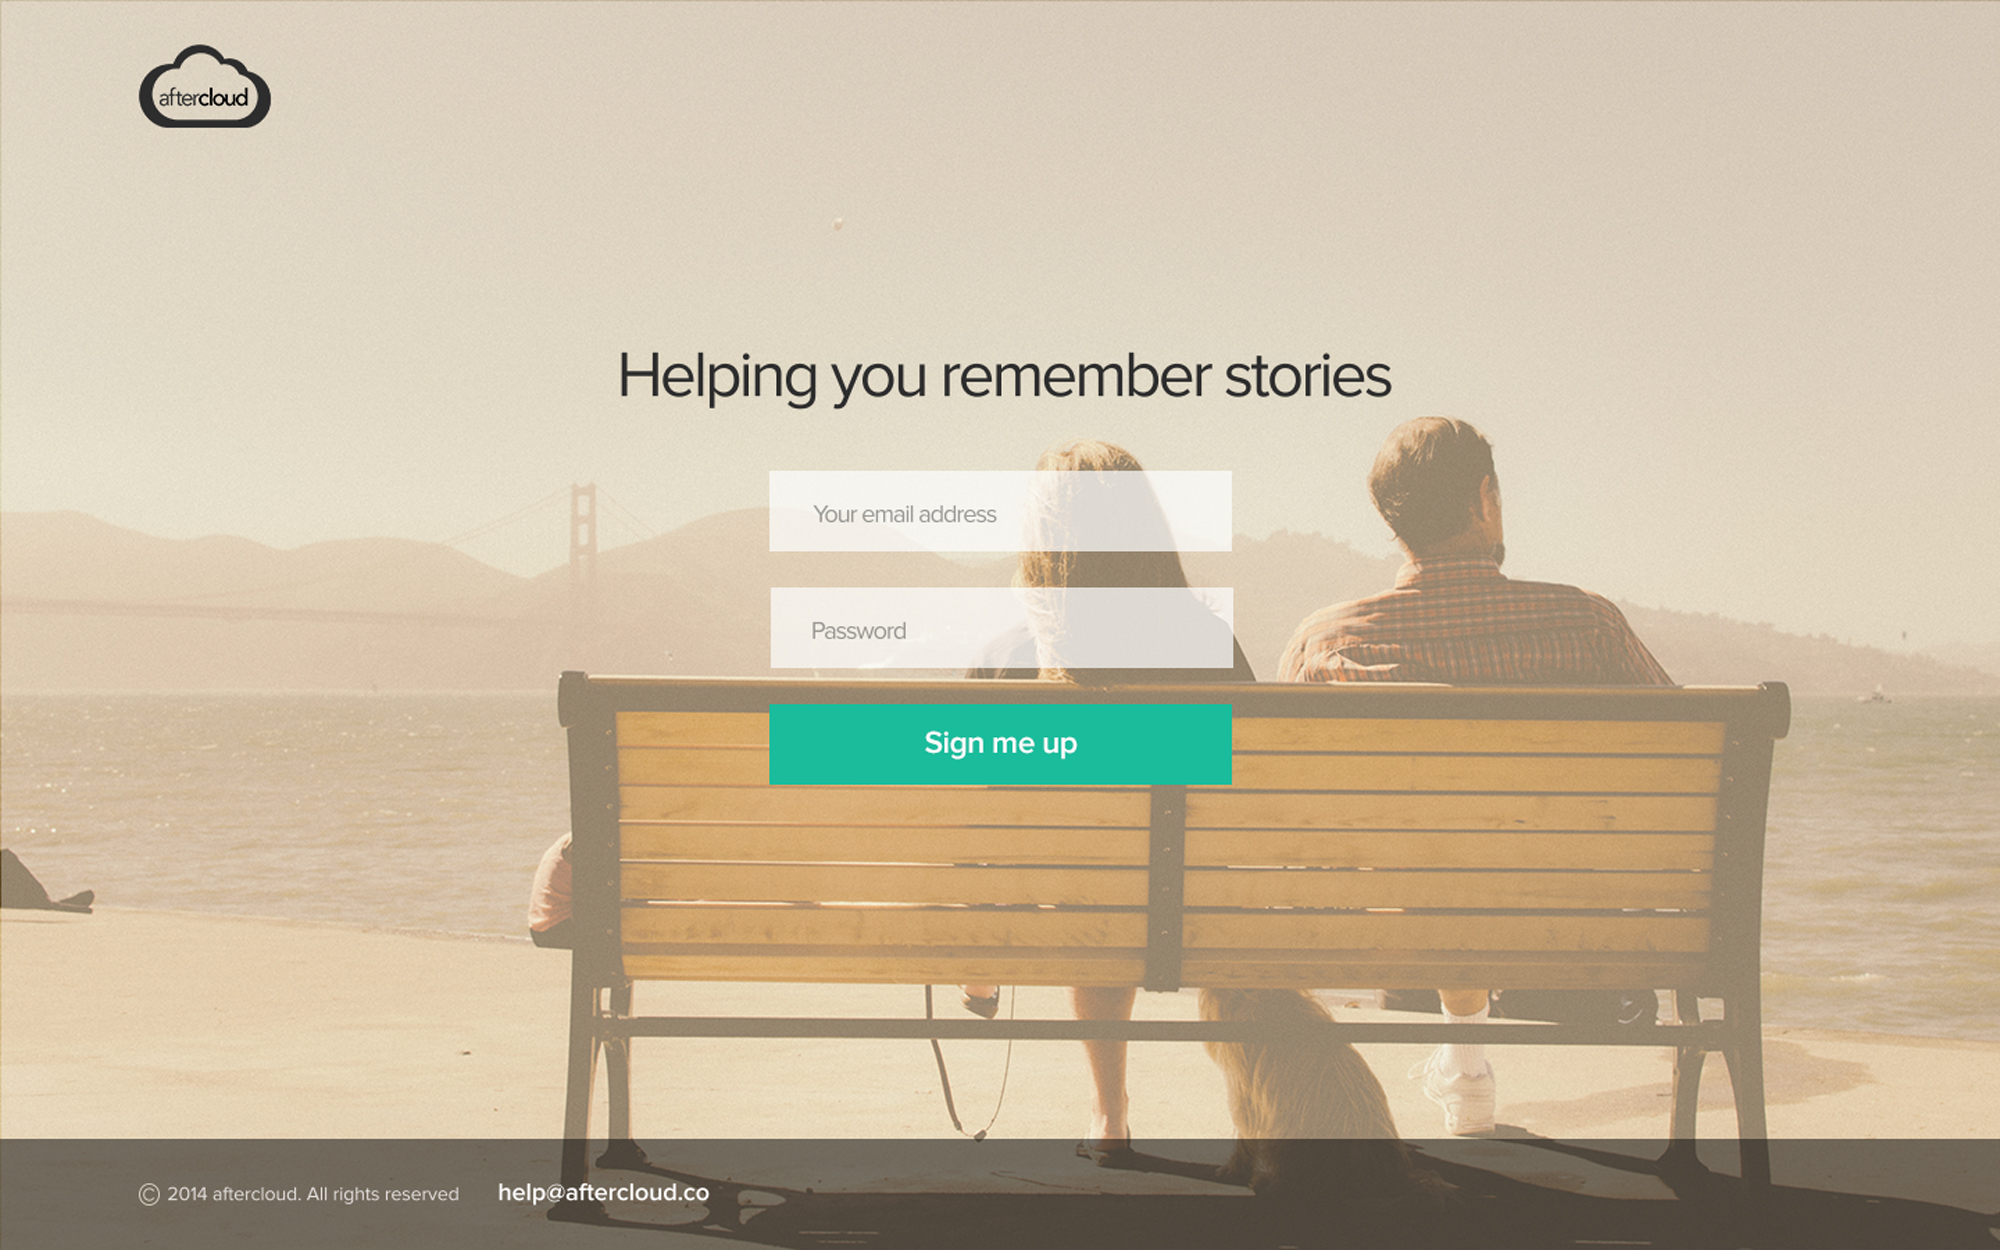 aftercloud
Helping you remember stories
Your email address
Password
Sign me up
© 2014 aftercloud. All rights reserved help@aftercloud.co